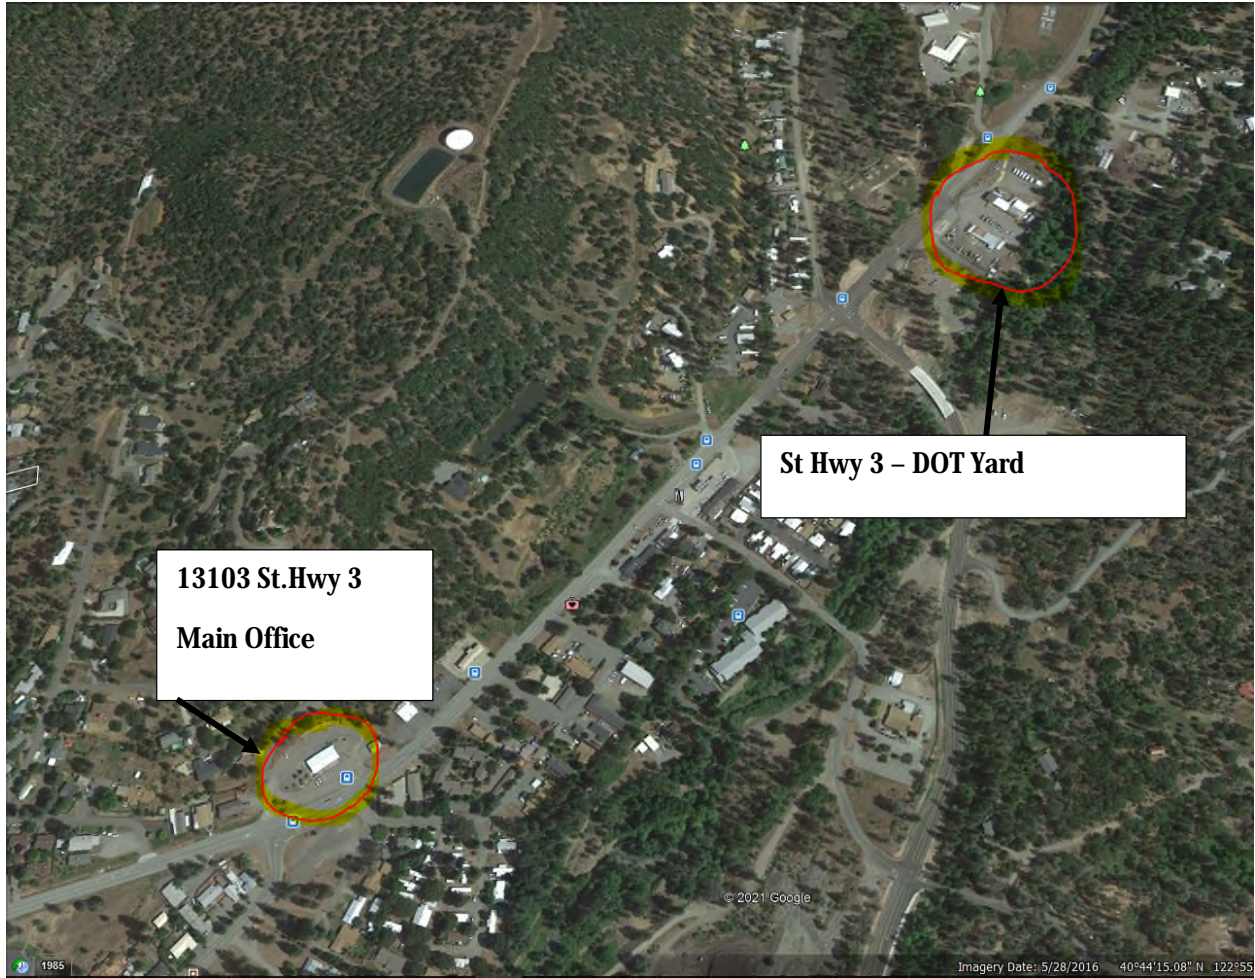 St Hwy 3 – DOT Yard
13103 St.Hwy 3
Main Office
© 2021 Google
1985
Imagery Date: 5/28/2016 40°44'15.08" N 122°55